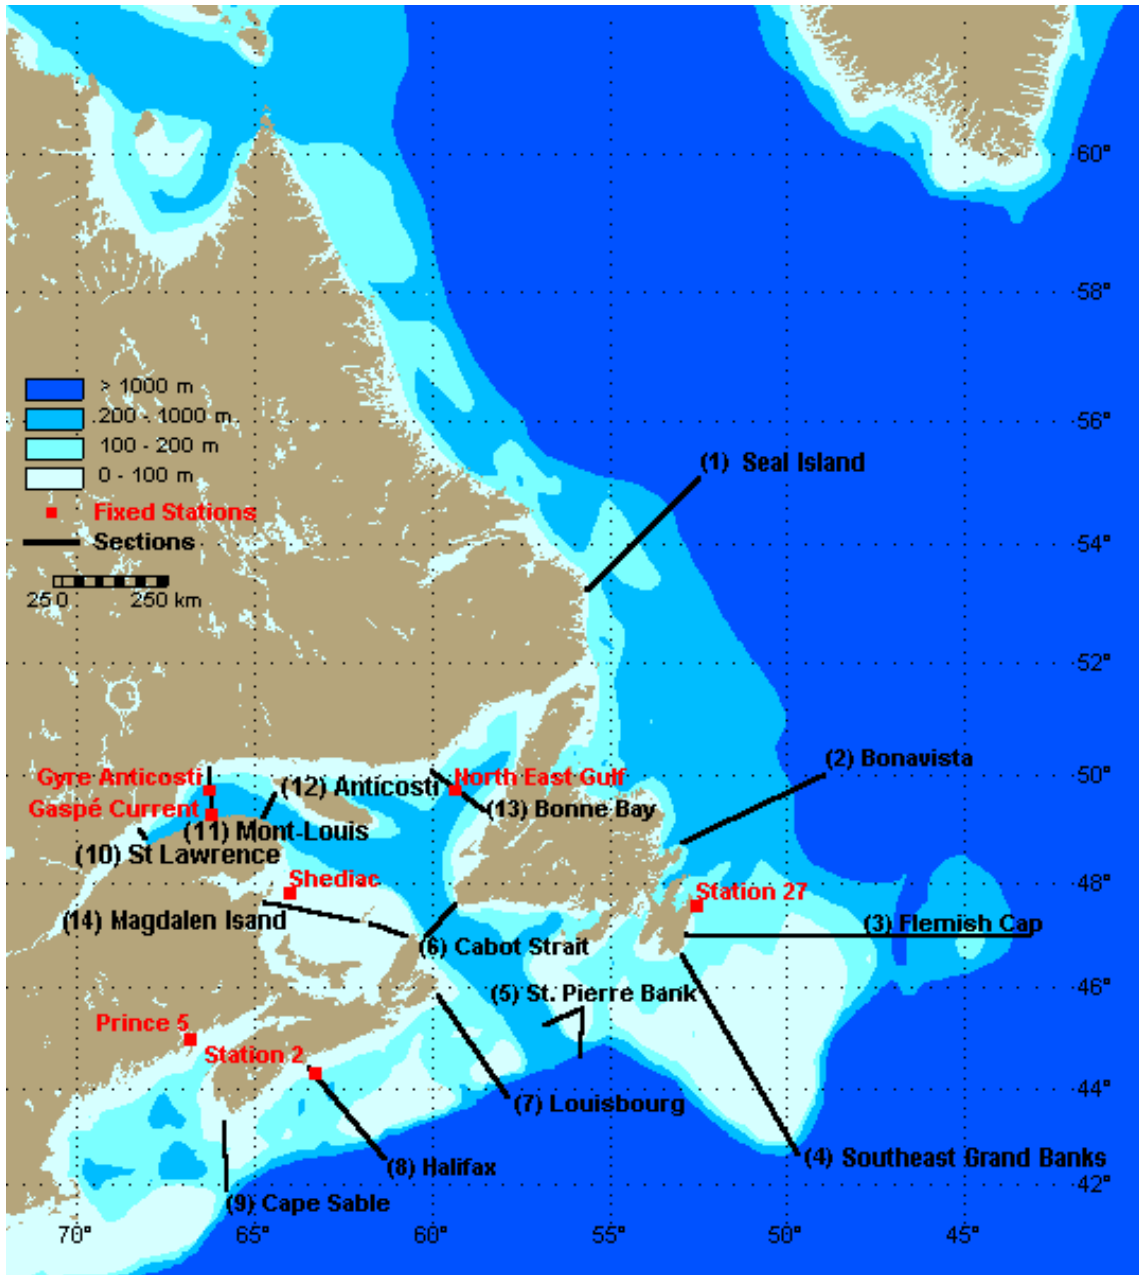 60°
58°
> 1000 m
200 - 1000 m
100 - 200 m
0 - 100 m
56°
(1) Seal Island
Fixed Stations
Sections
54°
25 0 250 km
52°
(2) Bonavista
50°
Gyre Anticosti
(12) Anticosti
North East Gulf
Gaspé Current
(13) Bonne Bay
(11) Mont-Louis
(10) St Lawrence
Shediac
48°
Station 27
(14) Magdalen Isand
(3) Flemish Cap
(6) Cabot Strait
(5) St. Pierre Bank
46°
Prince 5
Station 2
44°
(7) Louisbourg
(8) Halifax
(4) Southeast Grand Banks
42°
(9) Cape Sable
70° 65° 60° 55° 50° 45°